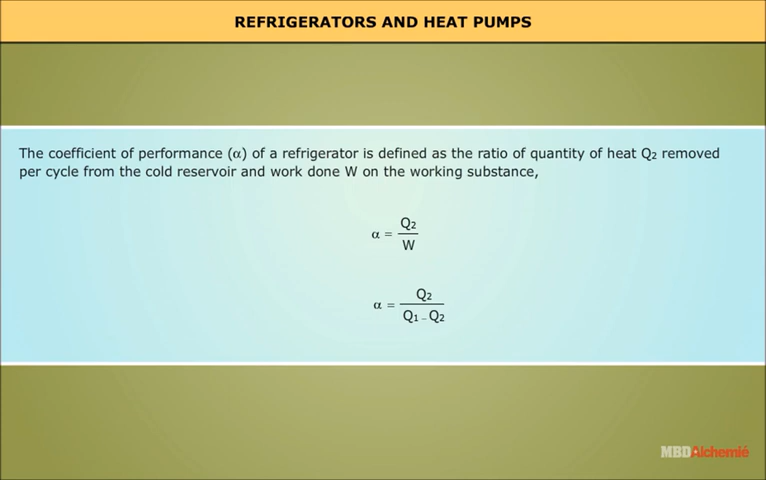 REFRIGERATORS AND HEAT PUMPS
The coefficient of performance (α) of a refrigerator is defined as the ratio of quantity of heat Q₂ removed
per cycle from the cold reservoir and work done W on the working substance,
α = Q₂ / W
α = Q₂ / (Q₁ – Q₂)
MBDAlchemié